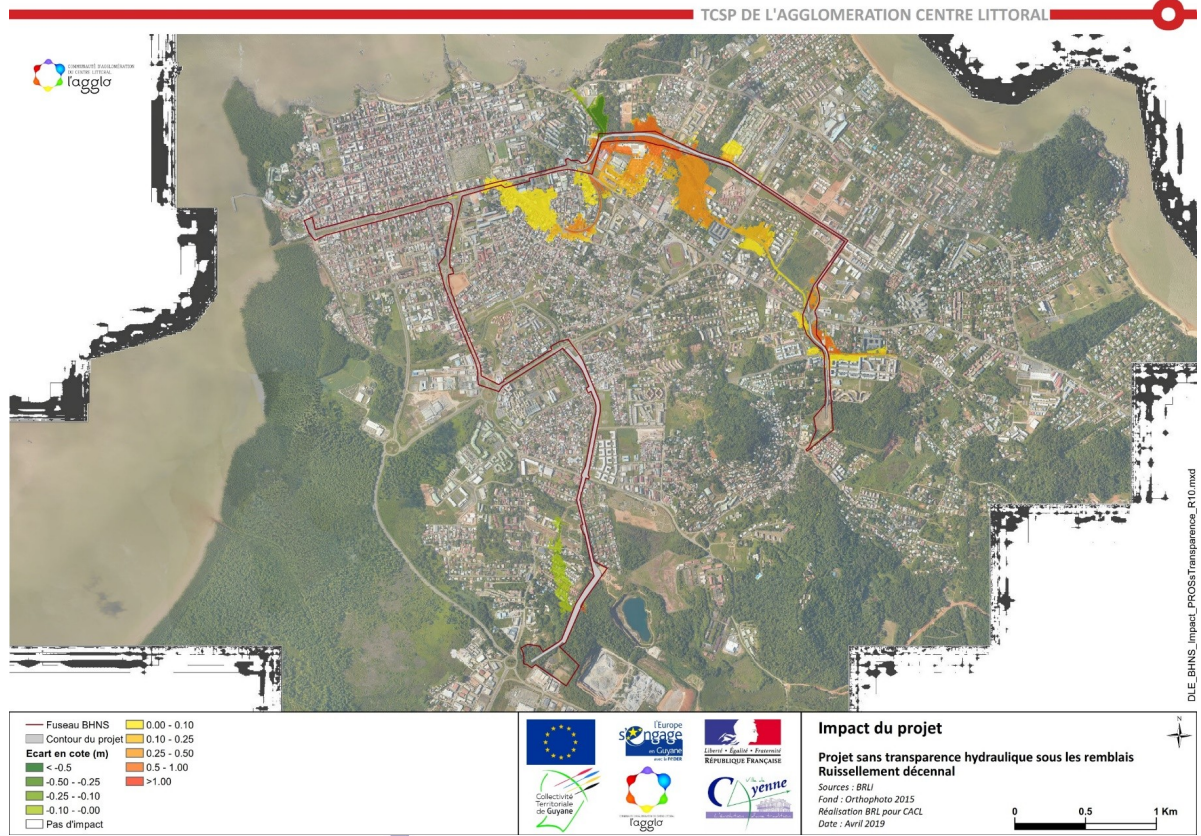 TCSP DE L'AGGLOMERATION CENTRE LITTORAL
COMMUNAUTÉ D'AGGLOMÉRATION
DU CENTRE LITTORAL
l'agglo
DLE_BHNS_Impact_PROSsTransparence_R10.mxd
Fuseau BHNS
Contour du projet
Ecart en cote (m)
< -0.5
-0.50 - -0.25
-0.25 - -0.10
-0.10 - -0.00
Pas d'impact
0.00 - 0.10
0.10 - 0.25
0.25 - 0.50
0.5 - 1.00
>1.00
l'Europe
s'engage
en Guyane
avec le FEDER
Liberté • Égalité • Fraternité
RÉPUBLIQUE FRANÇAISE
Collectivité
Territoriale
de Guyane
l'agglo
Ville de
Cayenne
Impact du projet
N
Projet sans transparence hydraulique sous les remblais
Ruissellement décennal
Sources : BRLi
Fond : Orthophoto 2015
Réalisation BRL pour CACL
Date : Avril 2019
0 0.5 1 Km